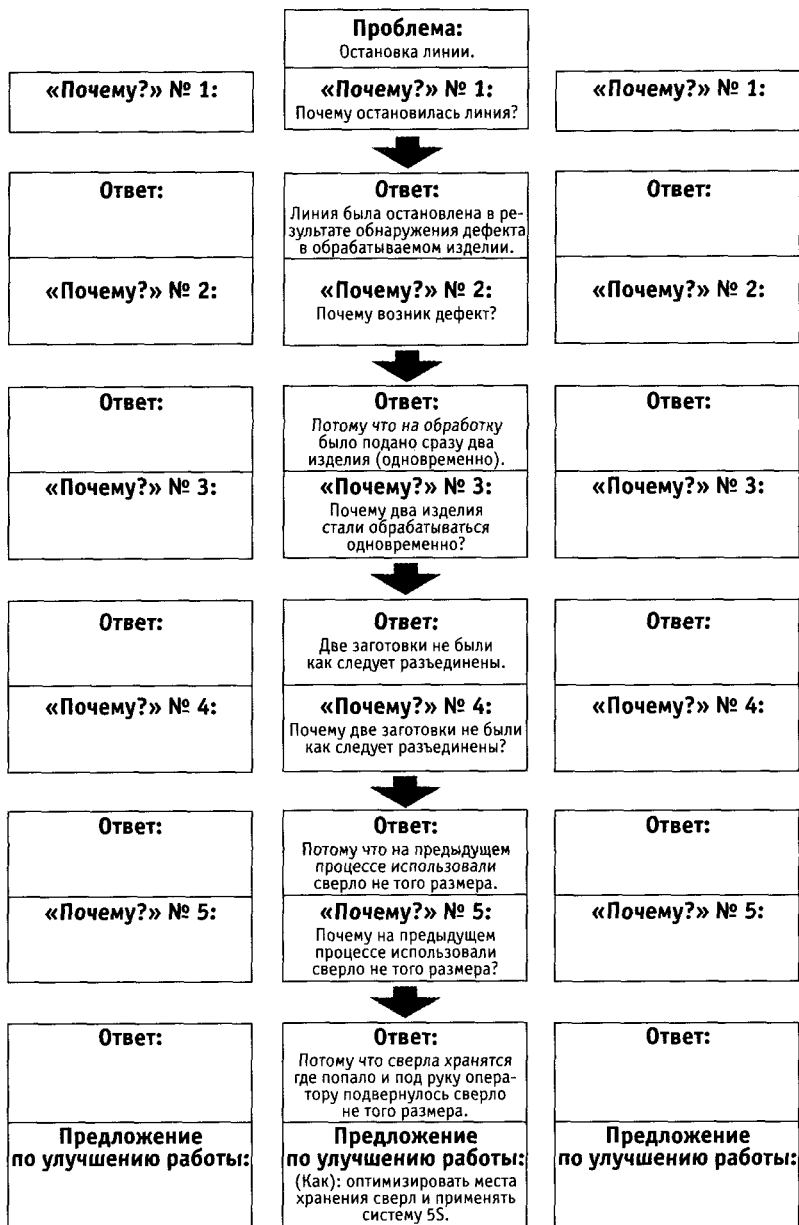 Проблема:
Остановка линии.
«Почему?» № 1:
«Почему?» № 1:
Почему остановилась линия?
«Почему?» № 1:
Ответ:
Ответ:
Линия была остановлена в ре-
зультате обнаружения дефекта
в обрабатываемом изделии.
Ответ:
«Почему?» № 2:
«Почему?» № 2:
Почему возник дефект?
«Почему?» № 2:
Ответ:
Ответ:
Потому что на обработку
было подано сразу два
изделия (одновременно).
Ответ:
«Почему?» № 3:
«Почему?» № 3:
Почему два изделия
стали обрабатываться
одновременно?
«Почему?» № 3:
Ответ:
Ответ:
Две заготовки не были
как следует разъединены.
Ответ:
«Почему?» № 4:
«Почему?» № 4:
Почему две заготовки не были
как следует разъединены?
«Почему?» № 4:
Ответ:
Ответ:
Потому что на предыдущем
процессе использовали
сверло не того размера.
Ответ:
«Почему?» № 5:
«Почему?» № 5:
Почему на предыдущем
процессе использовали
сверло не того размера?
«Почему?» № 5:
Ответ:
Ответ:
Потому что сверла хранятся
где попало и под руку опера-
тору подвернулось сверло
не того размера.
Ответ:
Предложение
по улучшению работы:
Предложение
по улучшению работы:
(Как): оптимизировать места
хранения сверл и применять
систему 5S.
Предложение
по улучшению работы: